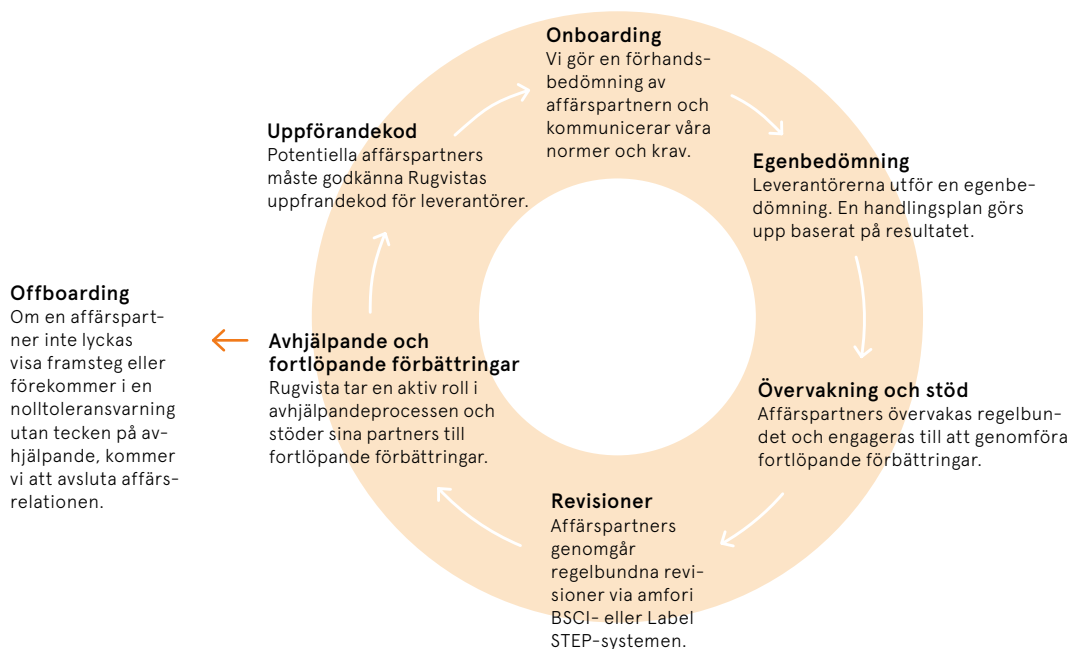 Onboarding
Vi gör en förhands-
bedömning av
affärspartnern och
kommunicerar våra
normer och krav.
Egenbedömning
Leverantörerna utför en egenbe-
dömning. En handlingsplan görs
upp baserat på resultatet.
Övervakning och stöd
Affärspartners övervakas regelbun-
det och engageras till att genomföra
fortlöpande förbättringar.
Revisioner
Affärspartners
genomgår
regelbundna revi-
sioner via amfori
BSCI- eller Label
STEP-systemen.
Avhjälpande och
fortlöpande förbättringar
Rugvista tar en aktiv roll i
avhjälpandeprocessen och
stöder sina partners till
fortlöpande förbättringar.
Uppförandekod
Potentiella affärspartners
måste godkänna Rugvistas
uppfrandekod för leverantörer.
Offboarding
Om en affärspart-
ner inte lyckas
visa framsteg eller
förekommer i en
nolltoleransvarning
utan tecken på av-
hjälpande, kommer
vi att avsluta affärs-
relationen.